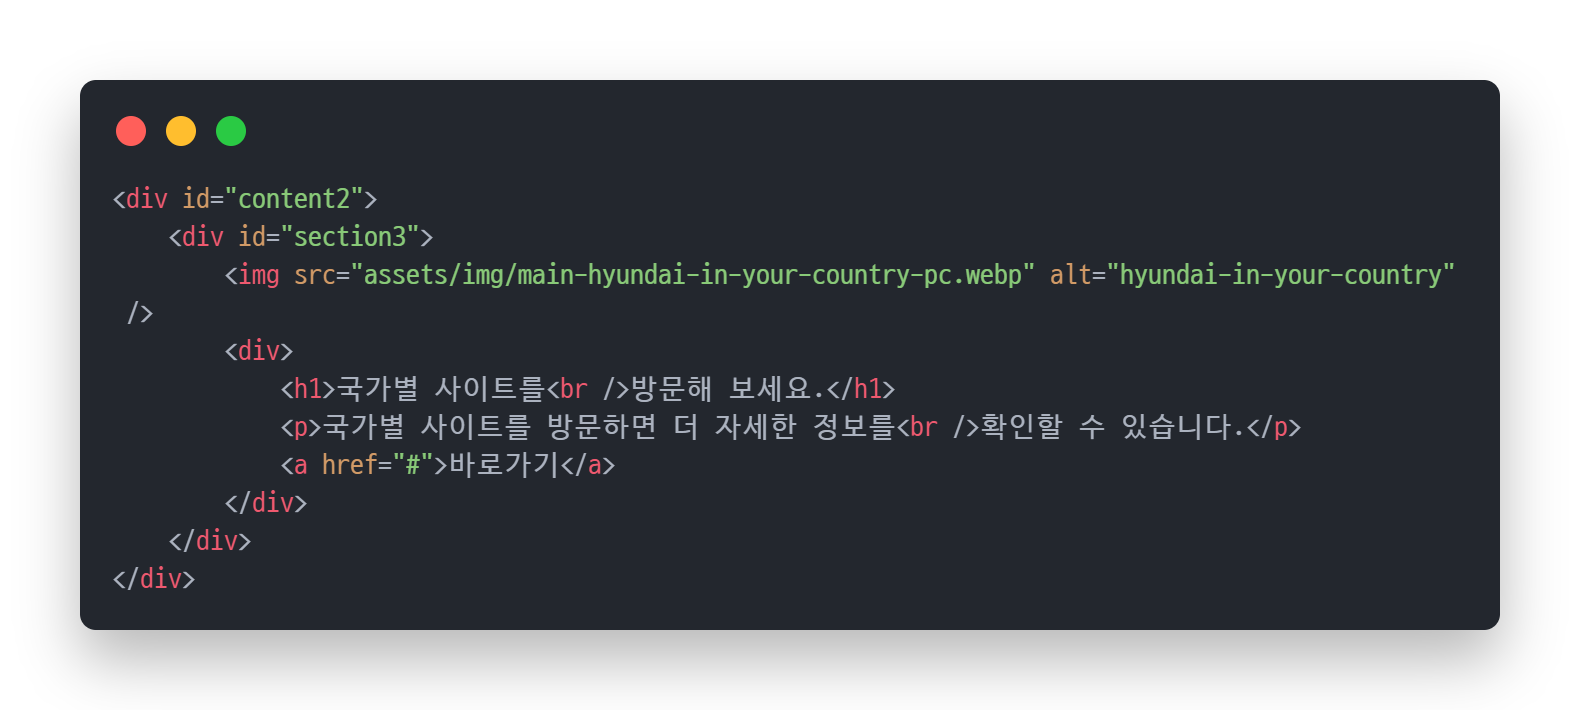 <div id="content2">
    <div id="section3">
        <img src="assets/img/main-hyundai-in-your-country-pc.webp" alt="hyundai-in-your-country"
 />
        <div>
            <h1>국가별 사이트를<br />방문해 보세요.</h1>
            <p>국가별 사이트를 방문하면 더 자세한 정보를<br />확인할 수 있습니다.</p>
            <a href="#">바로가기</a>
        </div>
    </div>
</div>